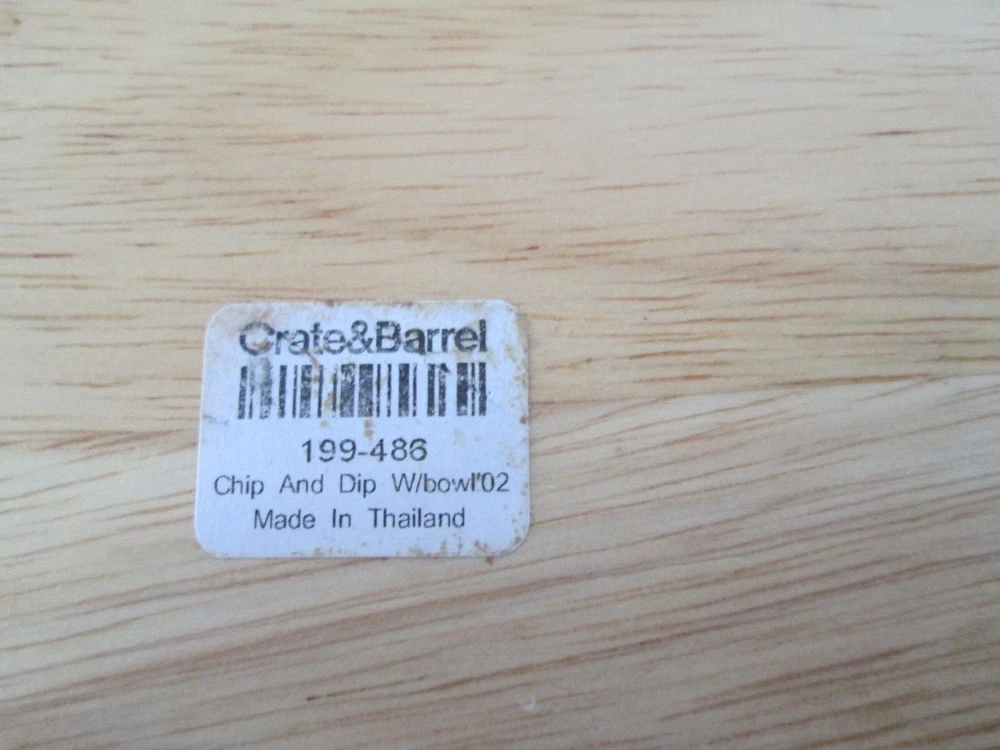 Crate&Barrel
199-486
Chip And Dip W/bowl'02
Made In Thailand